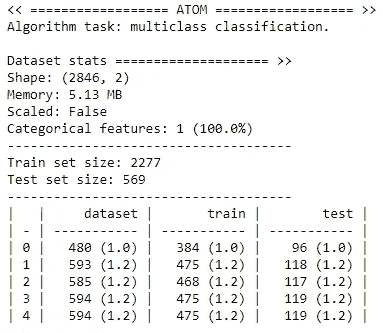 << ================== ATOM ================== >>
Algorithm task: multiclass classification.

Dataset stats ==================== >>
Shape: (2846, 2)
Memory: 5.13 MB
Scaled: False
Categorical features: 1 (100.0%)
-------------------------------------
Train set size: 2277
Test set size: 569
-------------------------------------
|   |     dataset |       train |        test |
| - | ----------- | ----------- | ----------- |
| 0 |   480 (1.0) |   384 (1.0) |    96 (1.0) |
| 1 |   593 (1.2) |   475 (1.2) |   118 (1.2) |
| 2 |   585 (1.2) |   468 (1.2) |   117 (1.2) |
| 3 |   594 (1.2) |   475 (1.2) |   119 (1.2) |
| 4 |   594 (1.2) |   475 (1.2) |   119 (1.2) |